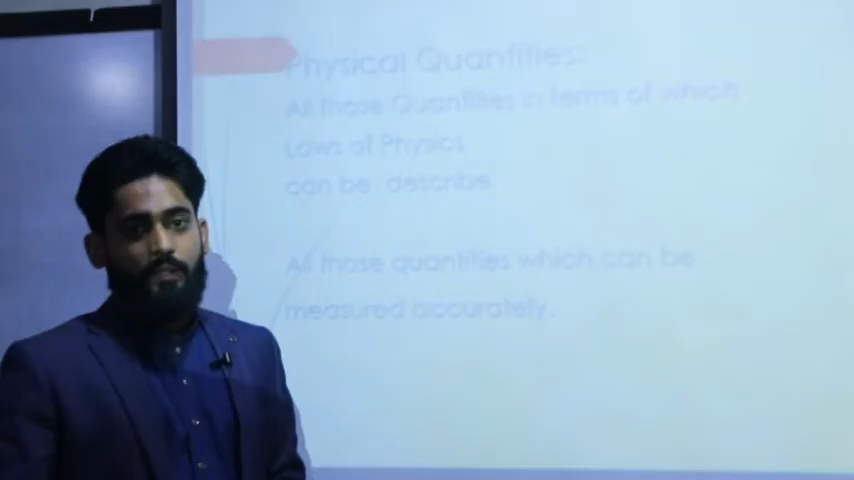 Physical Quantities:
All those Quantities in terms of which
Laws of Physics
can be describe
All those quantities which can be
measured accurately.